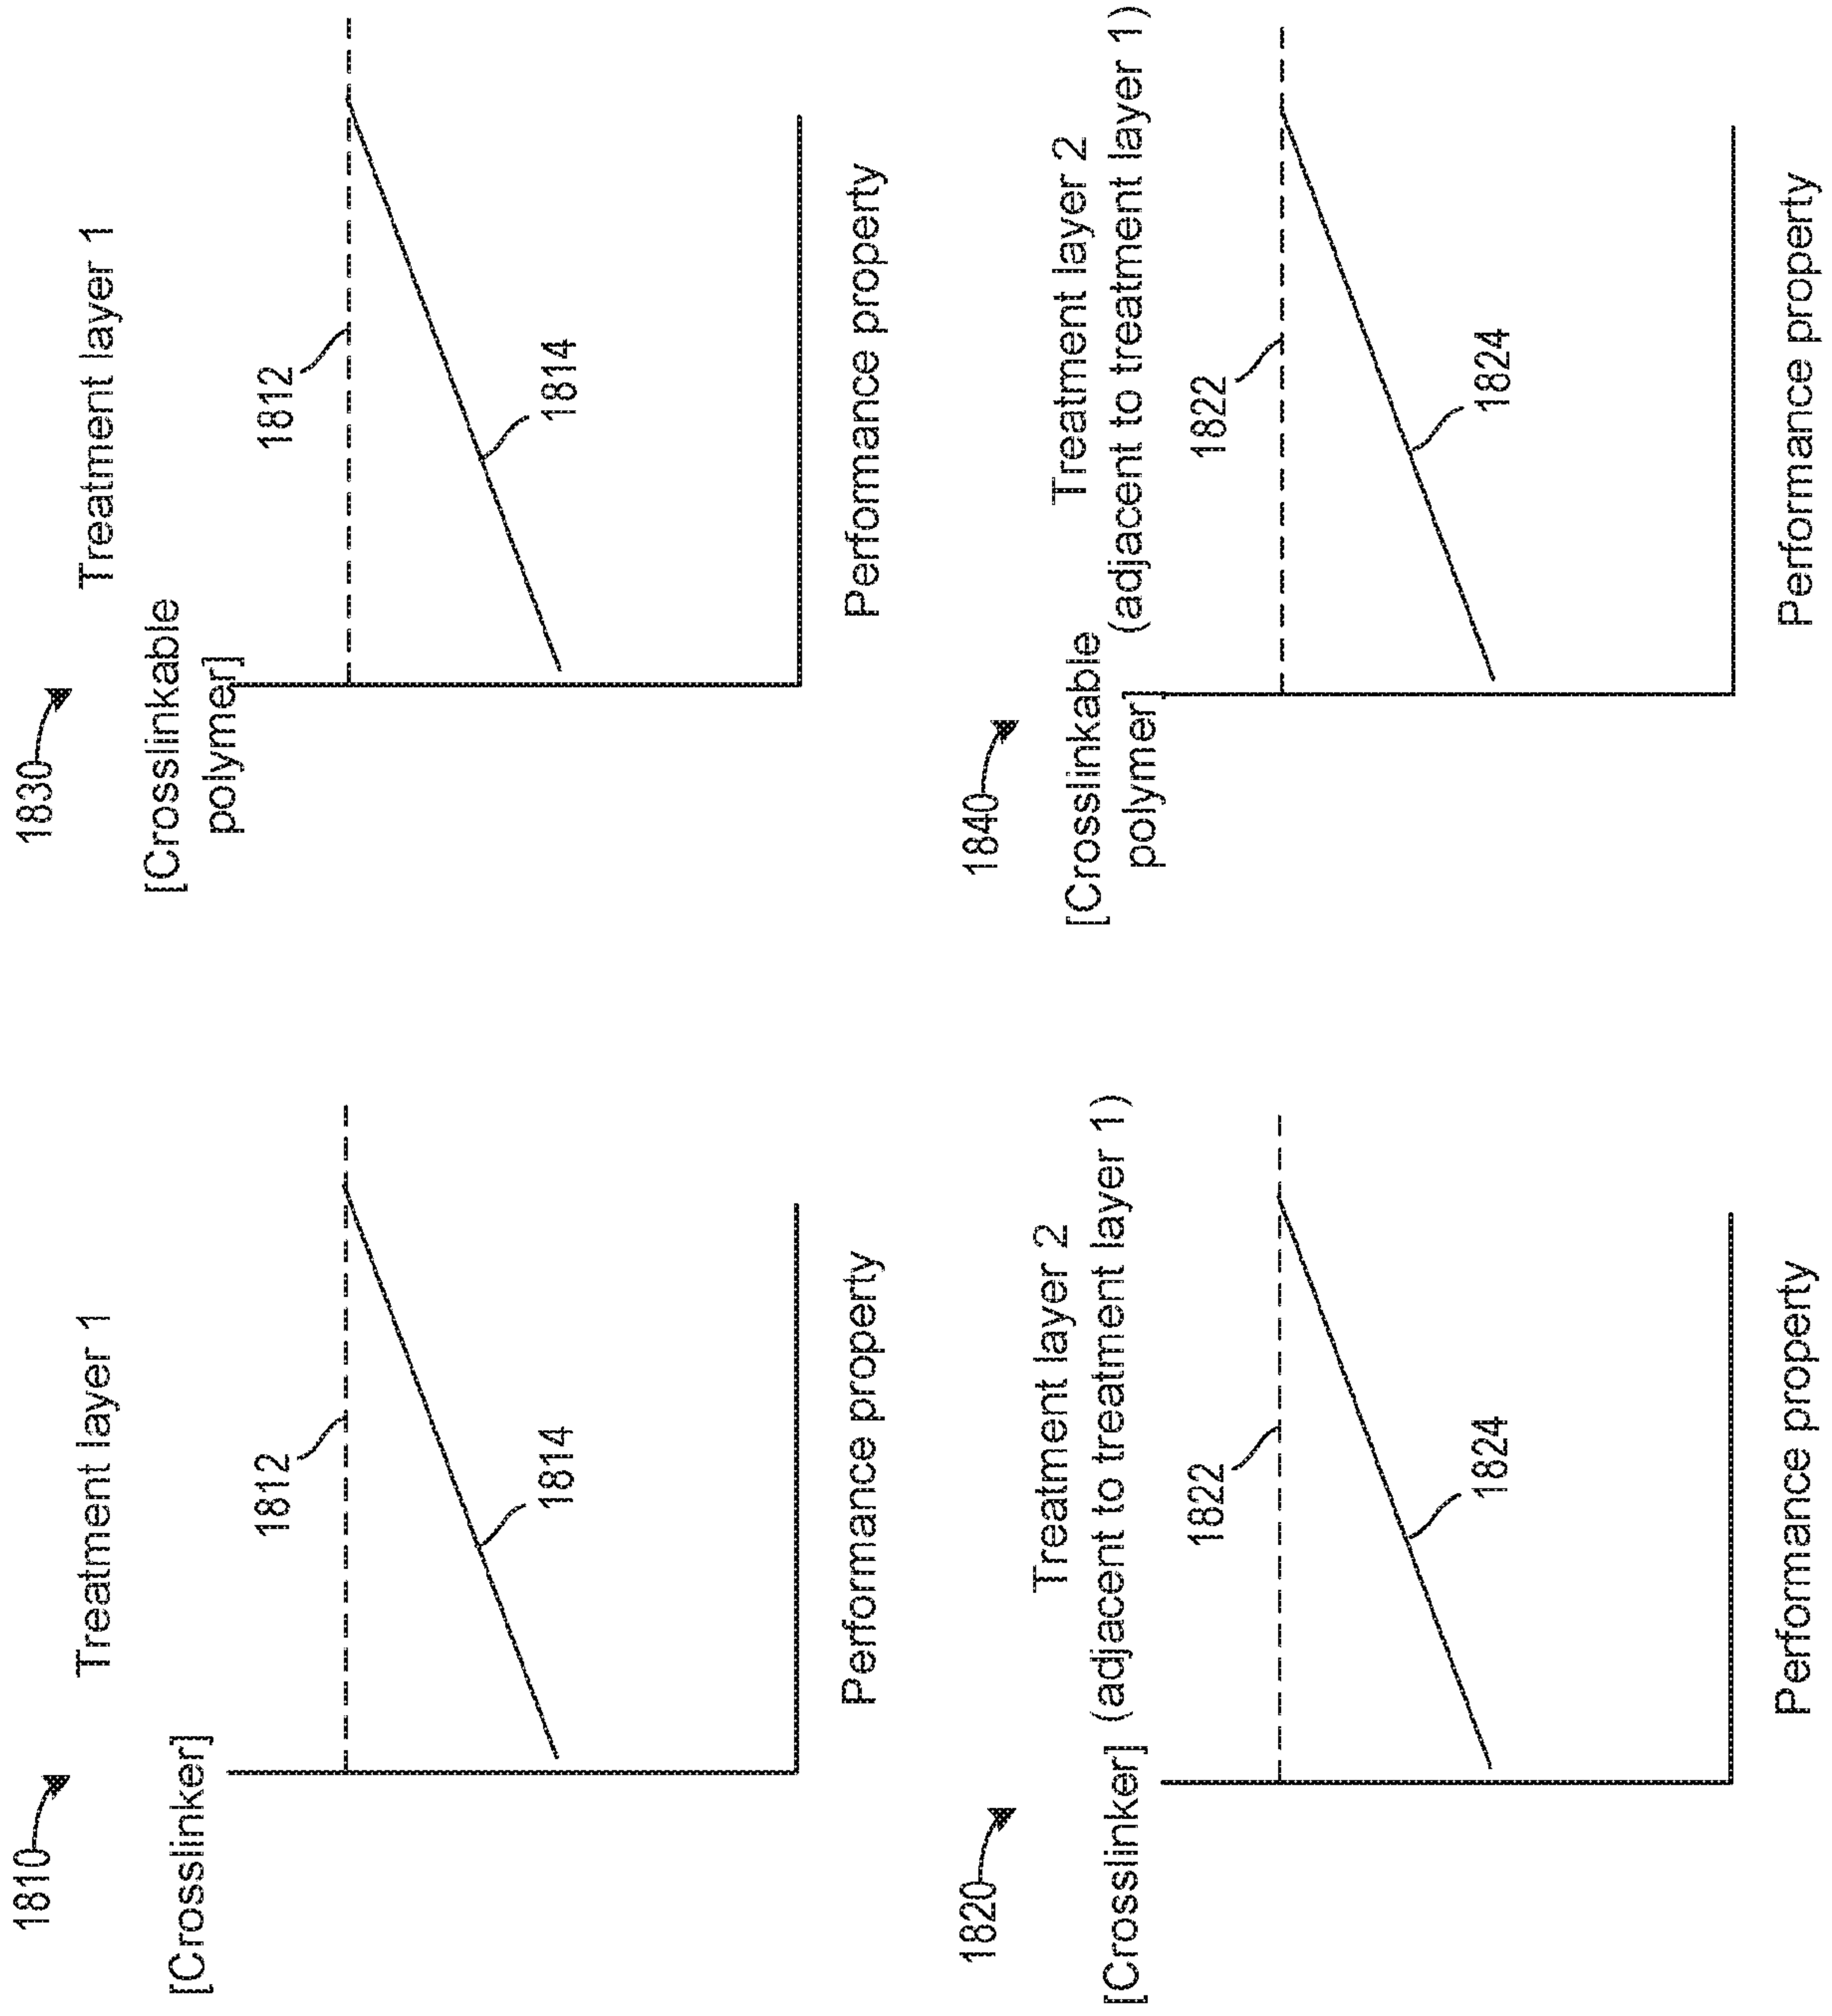 1810
Treatment layer 1
[Crosslinker]
1812
1814
Performance property
1830
Treatment layer 1
[Crosslinkable
polymer]
1812
1814
Performance property
1820
Treatment layer 2
[Crosslinker] (adjacent to treatment layer 1)
1822
1824
Performance property
1840
Treatment layer 2
[Crosslinkable
(adjacent to treatment layer 1)
polymer]
1822
1824
Performance property